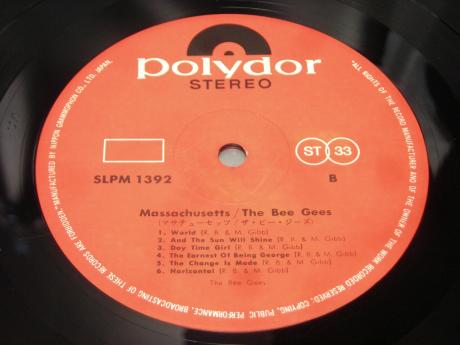 polydor
STEREO
SLPM 1392
ST 33
B
Massachusetts / The Bee Gees
(マサチューセッツ/ザ・ビー・ジーズ)
1. World (R. B. & M. Gibb)
2. And The Sun Will Shine (R. B. & M. Gibb)
3. Day Time Girl (R. B. & M. Gibb)
4. The Earnest Of Being George (R. B. & M. Gibb)
5. The Change Is Made (R. B. & M. Gibb)
6. Horizontal (R. B. & M. Gibb)
The Bee Gees
"ALL RIGHTS OF THE RECORD MANUFACTURER AND OF THE OWNER OF THE WORK RECORDED RESERVED. COPYING, PUBLIC PERFORMANCE, BROADCASTING OF THESE RECORDS ARE FORBIDDEN" MANUFACTURED BY NIPPON GRAMMOPHON CO., LTD. JAPAN.